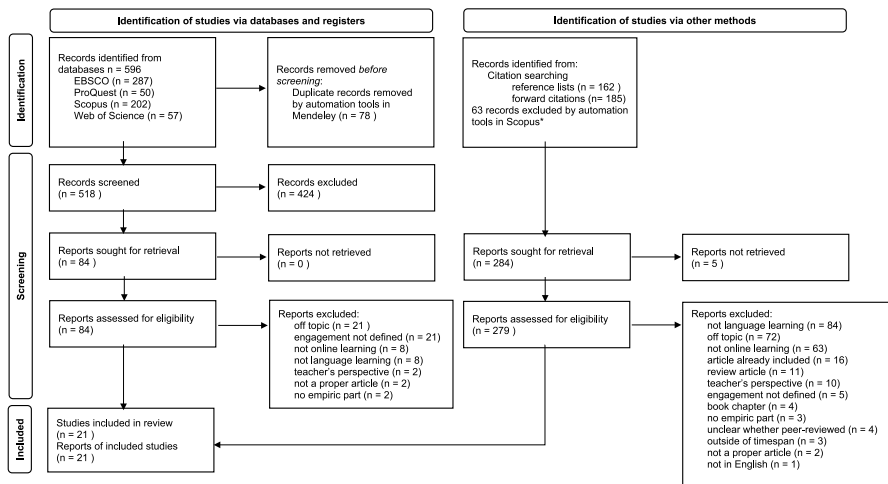 Identification of studies via databases and registers
Identification of studies via other methods
Identification
Records identified from
databases n = 596
EBSCO (n = 287)
ProQuest (n = 50)
Scopus (n = 202)
Web of Science (n = 57)
Records removed before
screening:
Duplicate records removed
by automation tools in
Mendeley (n = 78 )
Records identified from:
Citation searching
reference lists (n = 162 )
forward citations (n= 185)
63 records excluded by automation
tools in Scopus*
Screening
Records screened
(n = 518 )
Records excluded
(n = 424 )
Reports sought for retrieval
(n = 84 )
Reports not retrieved
(n = 0 )
Reports sought for retrieval
(n = 284)
Reports not retrieved
(n = 5 )
Reports assessed for eligibility
(n = 84)
Reports excluded:
off topic (n = 21 )
engagement not defined (n = 21)
not online learning (n = 8)
not language learning (n = 8)
teacher's perspective (n = 2)
not a proper article (n = 2)
no empiric part (n = 2)
Reports assessed for eligibility
(n = 279 )
Reports excluded:
not language learning (n = 84)
off topic (n = 72)
not online learning (n = 63)
article already included (n = 16)
review article (n = 11)
teacher's perspective (n = 10)
engagement not defined (n = 5)
book chapter (n = 4)
no empiric part (n = 3)
unclear whether peer-reviewed (n = 4)
outside of timespan (n = 3)
not a proper article (n = 2)
not in English (n = 1)
Included
Studies included in review
(n = 21 )
Reports of included studies
(n = 21 )